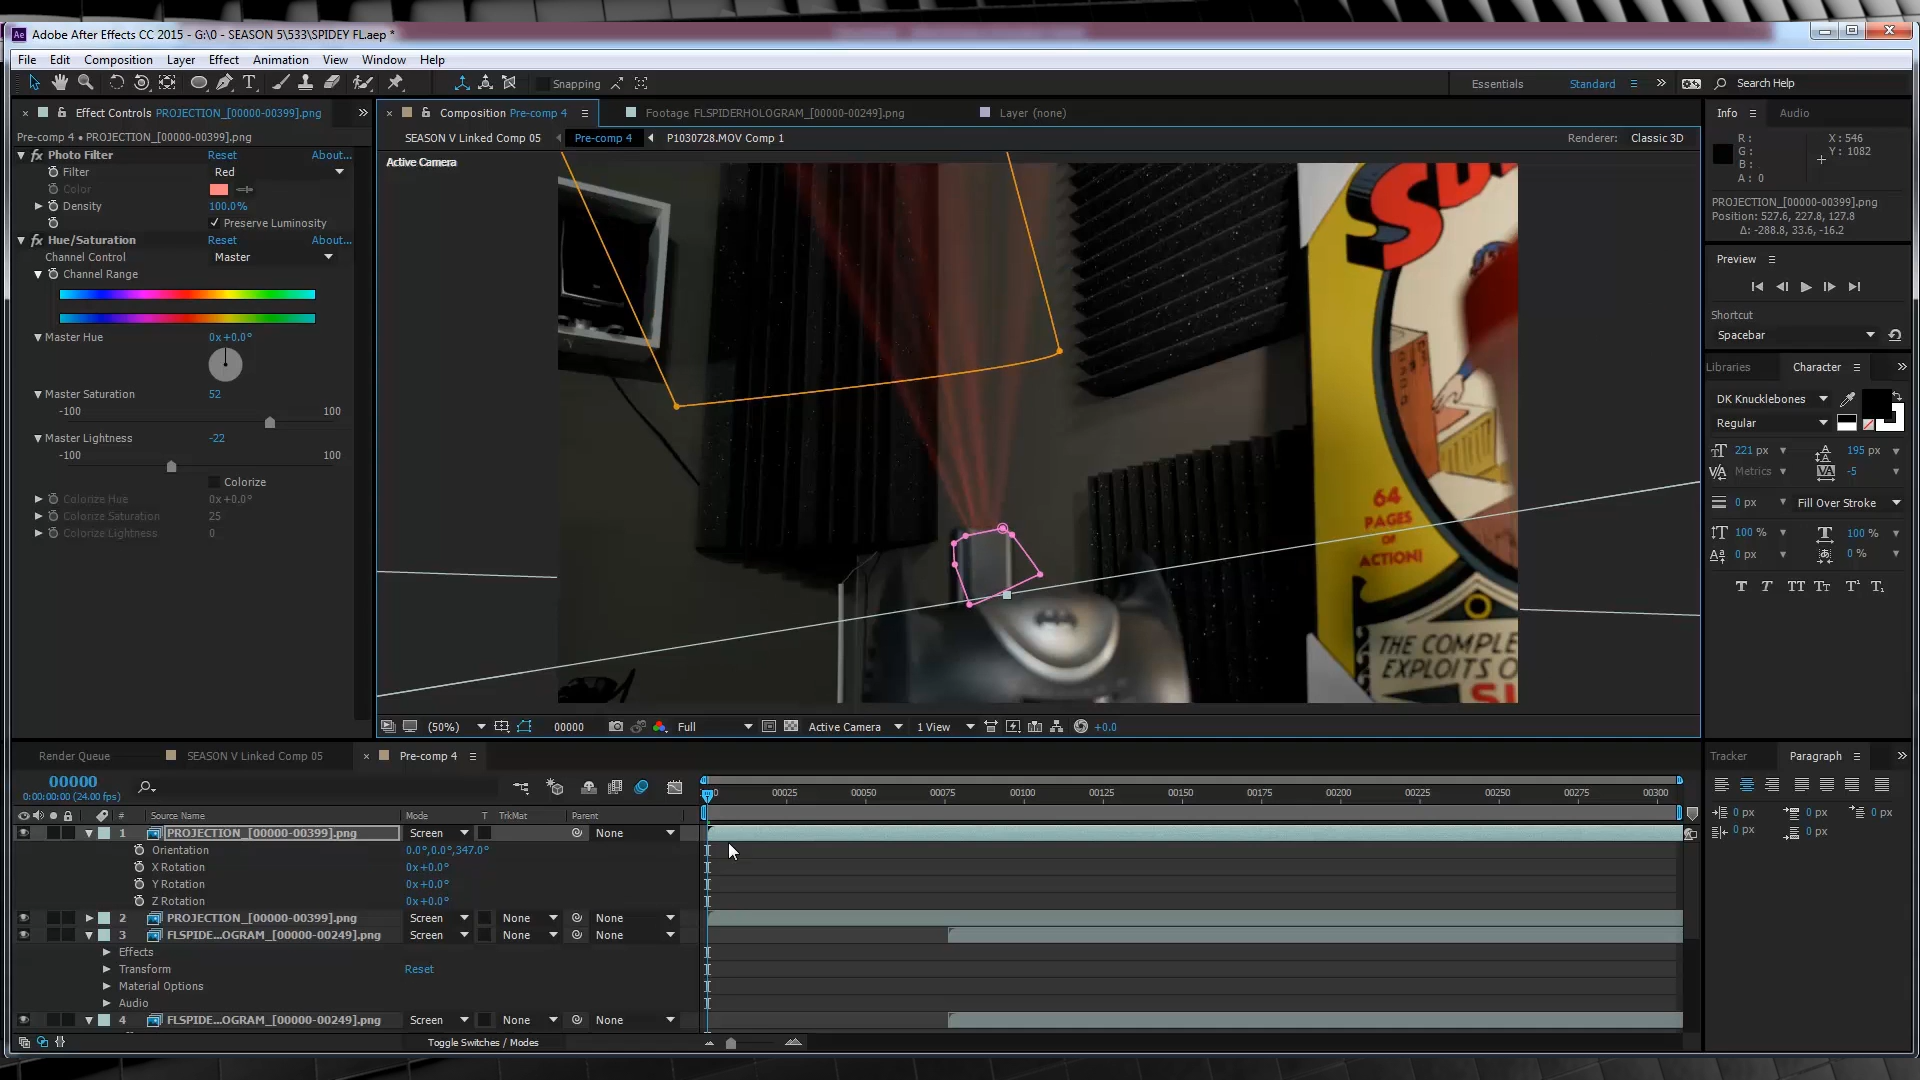 Adobe After Effects CC 2015 - G:\0 - SEASON 5\533\SPIDEY FL.aep *
File Edit Composition Layer Effect Animation View Window Help
Snapping Essentials Standard Search Help
Effect Controls PROJECTION_[00000-00399].png
Composition Pre-comp 4
Footage FLSPIDERHOLOGRAM_[00000-00249].png
Layer (none)
Info Audio
Pre-comp 4 • PROJECTION_[00000-00399].png
SEASON V Linked Comp 05 Pre-comp 4 P1030728.MOV Comp 1
Renderer: Classic 3D
Active Camera
Photo Filter Reset About...
Filter Red
Color
Density 100.0%
Preserve Luminosity
Hue/Saturation Reset About...
Channel Control Master
Channel Range
Master Hue 0x+0.0°
Master Saturation 52
-100 100
Master Lightness -22
-100 100
Colorize
Colorize Hue 0x+0.0°
Colorize Saturation 25
Colorize Lightness 0
64
PAGES
OF
ACTION!
THE COMPLE
EXPLOITS O
R:
G:
B:
A: 0
X: 546
Y: 1082
PROJECTION_[00000-00399].png
Position: 527.6, 227.8, 127.8
Δ: -288.8, 33.6, -16.2
Preview
Shortcut
Spacebar
Libraries Character
DK Knucklebones
Regular
221 px 195 px
Metrics -5
0 px Fill Over Stroke
100 % 100 %
0 px 0 %
(50%) 00000 Full Active Camera 1 View +0.0
Render Queue SEASON V Linked Comp 05 Pre-comp 4
Tracker Paragraph
00000
0:00:00:00 (24.00 fps)
00025 00050 00075 00100 00125 00150 00175 00200 00225 00250 00275 00300
# Source Name Mode T TrkMat Parent
1 PROJECTION_[00000-00399].png Screen None
Orientation 0.0°,0.0°,347.0°
X Rotation 0x+0.0°
Y Rotation 0x+0.0°
Z Rotation 0x+0.0°
2 PROJECTION_[00000-00399].png Screen None None
3 FLSPIDE...OGRAM_[00000-00249].png Screen None None
Effects
Transform Reset
Material Options
Audio
4 FLSPIDE...OGRAM_[00000-00249].png Screen None None
Toggle Switches / Modes
0 px 0 px 0 px
0 px 0 px